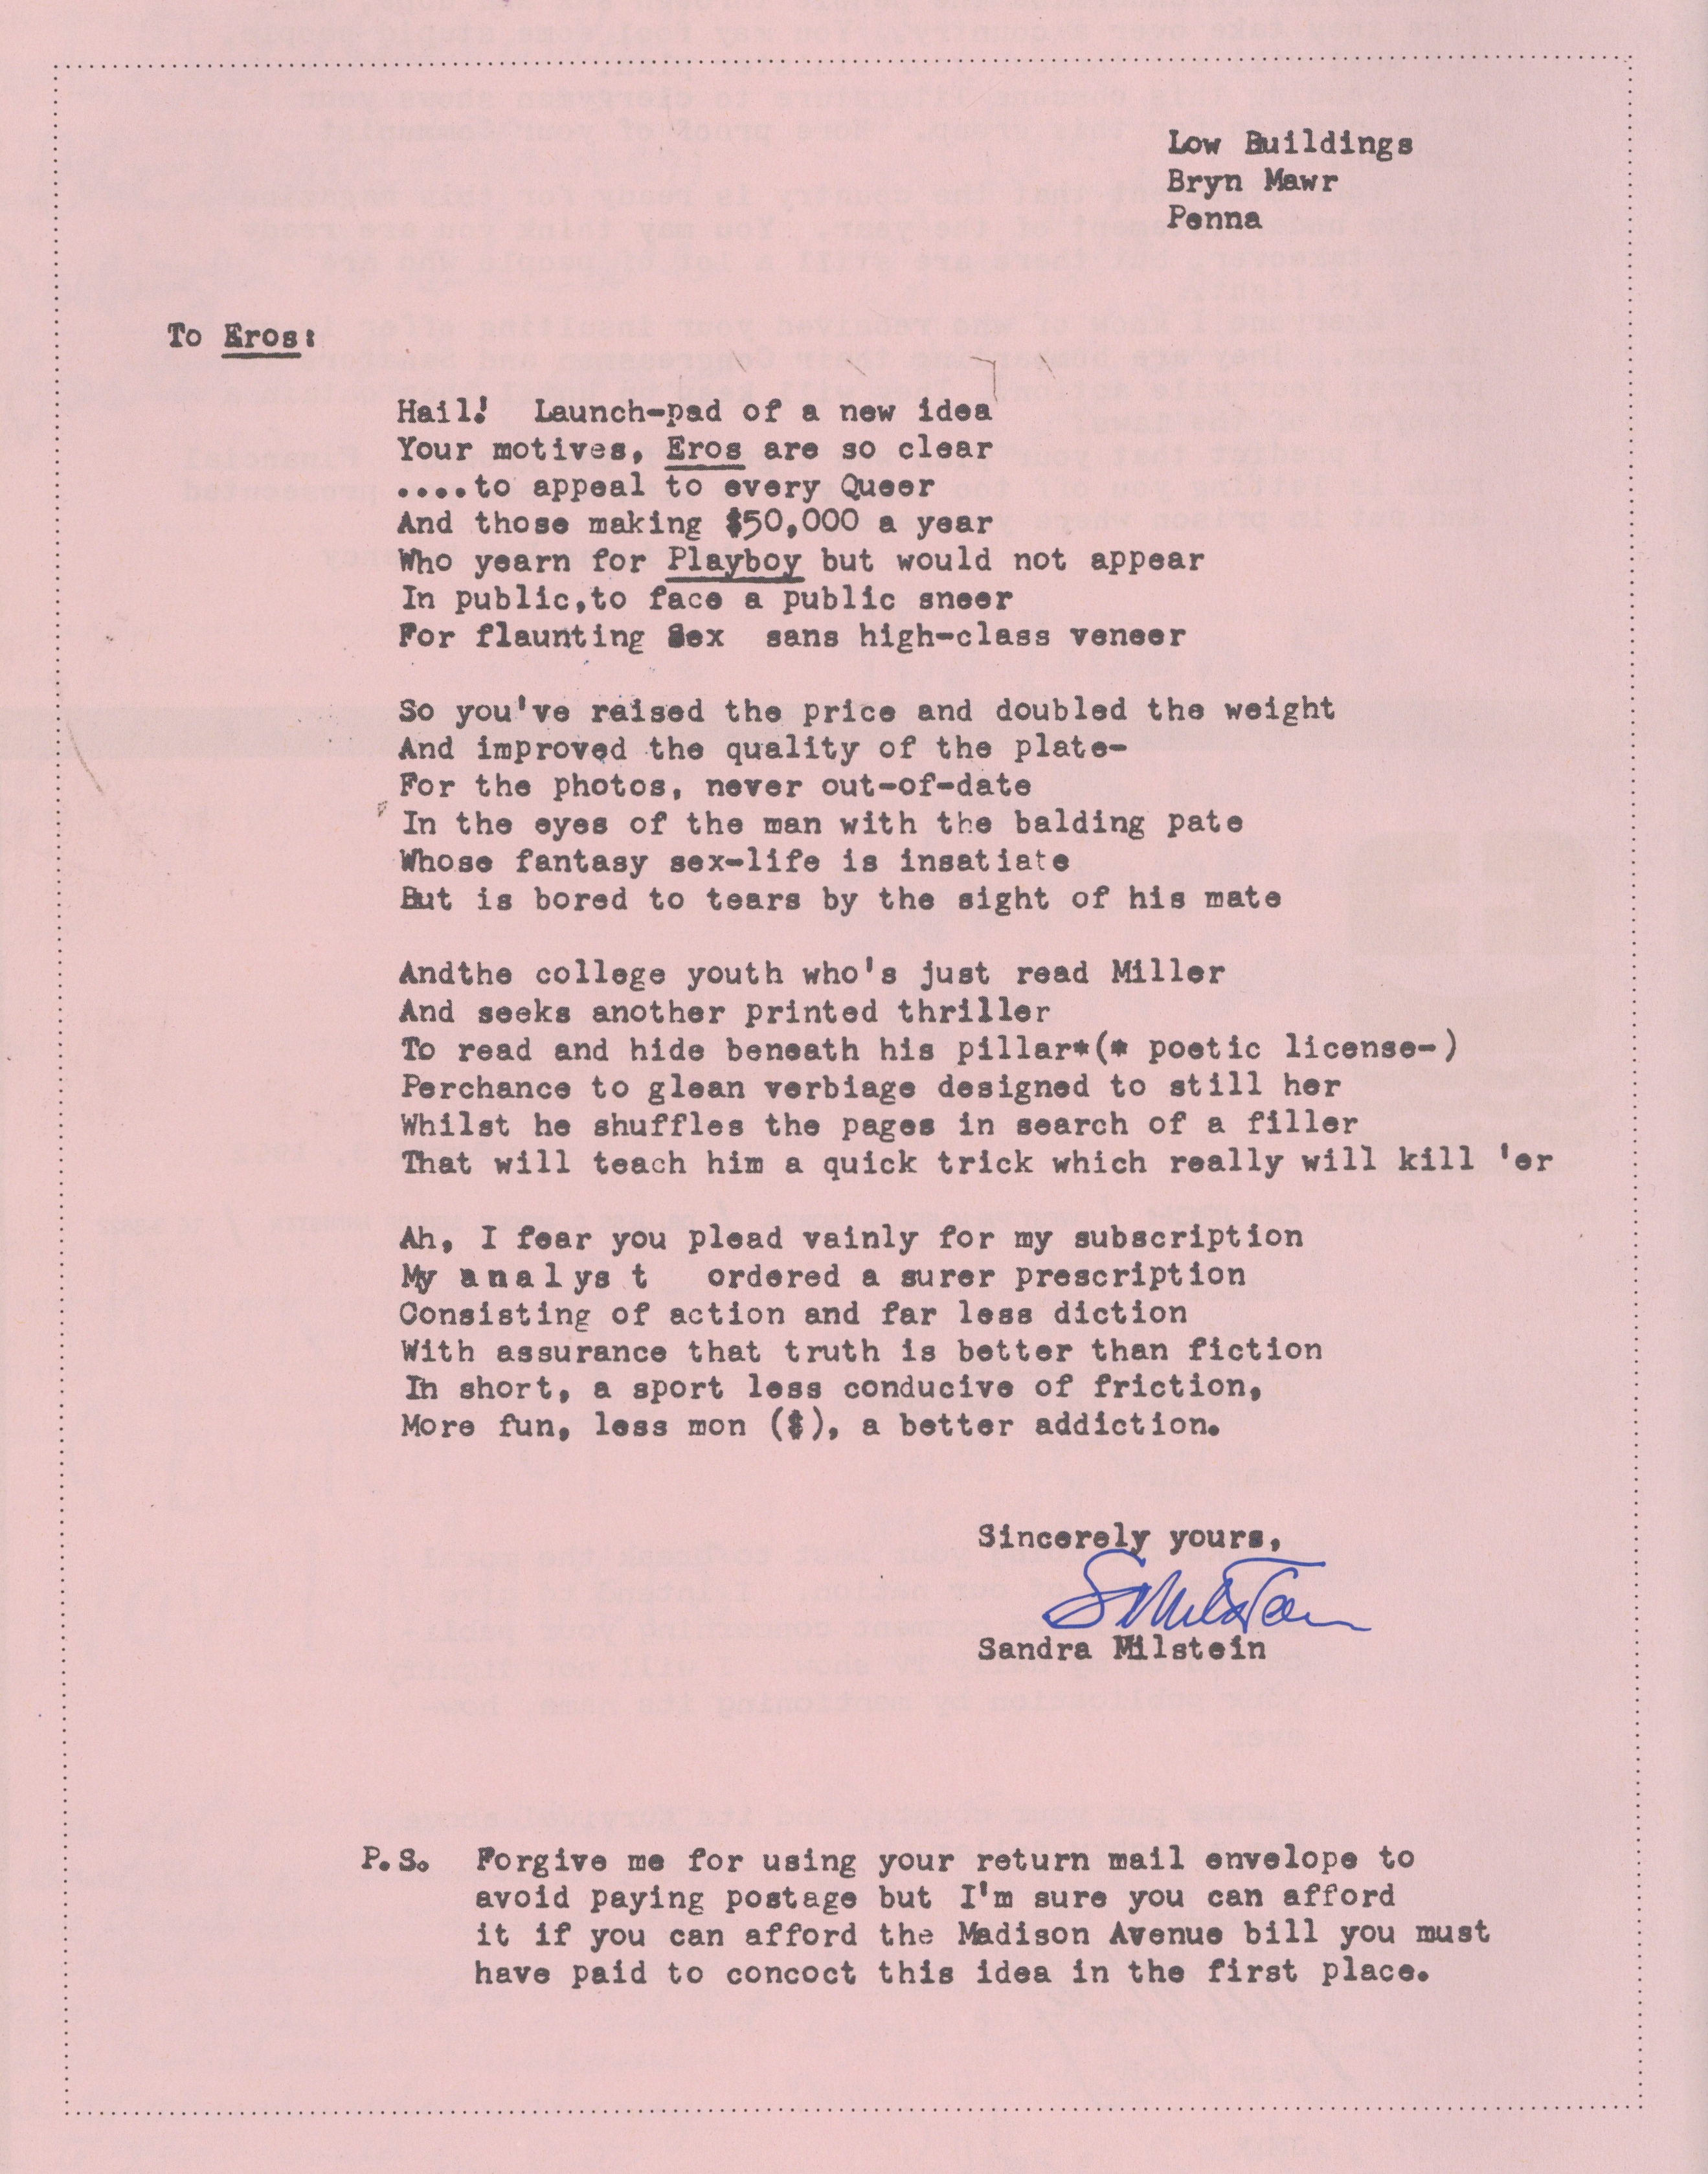 Low Buildings
Bryn Mawr
Penna
To Eros:
Hail! Launch-pad of a new idea
Your motives, Eros are so clear
....to appeal to every Queer
And those making $50,000 a year
Who yearn for Playboy but would not appear
In public,to face a public sneer
For flaunting Sex sans high-class veneer
So you've raised the price and doubled the weight
And improved the quality of the plate-
For the photos, never out-of-date
In the eyes of the man with the balding pate
Whose fantasy sex-life is insatiate
But is bored to tears by the sight of his mate
Andthe college youth who's just read Miller
And seeks another printed thriller
To read and hide beneath his pillar*(* poetic license-)
Perchance to glean verbiage designed to still her
Whilst he shuffles the pages in search of a filler
That will teach him a quick trick which really will kill 'er
Ah, I fear you plead vainly for my subscription
My analyst ordered a surer prescription
Consisting of action and far less diction
With assurance that truth is better than fiction
In short, a sport less conducive of friction,
More fun, less mon ($), a better addiction.
Sincerely yours,
S Milstein
Sandra Milstein
P.S. Forgive me for using your return mail envelope to
avoid paying postage but I'm sure you can afford
it if you can afford the Madison Avenue bill you must
have paid to concoct this idea in the first place.